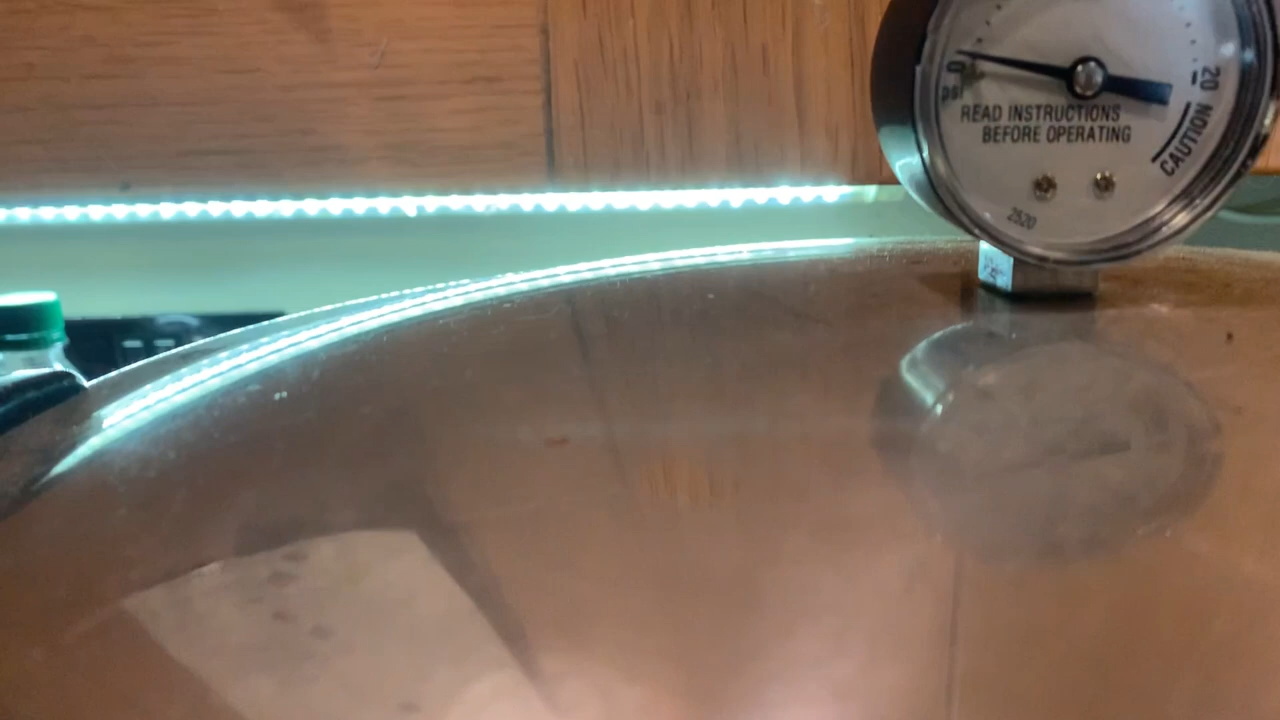 0
psi
20
CAUTION
READ INSTRUCTIONS
BEFORE OPERATING
2520